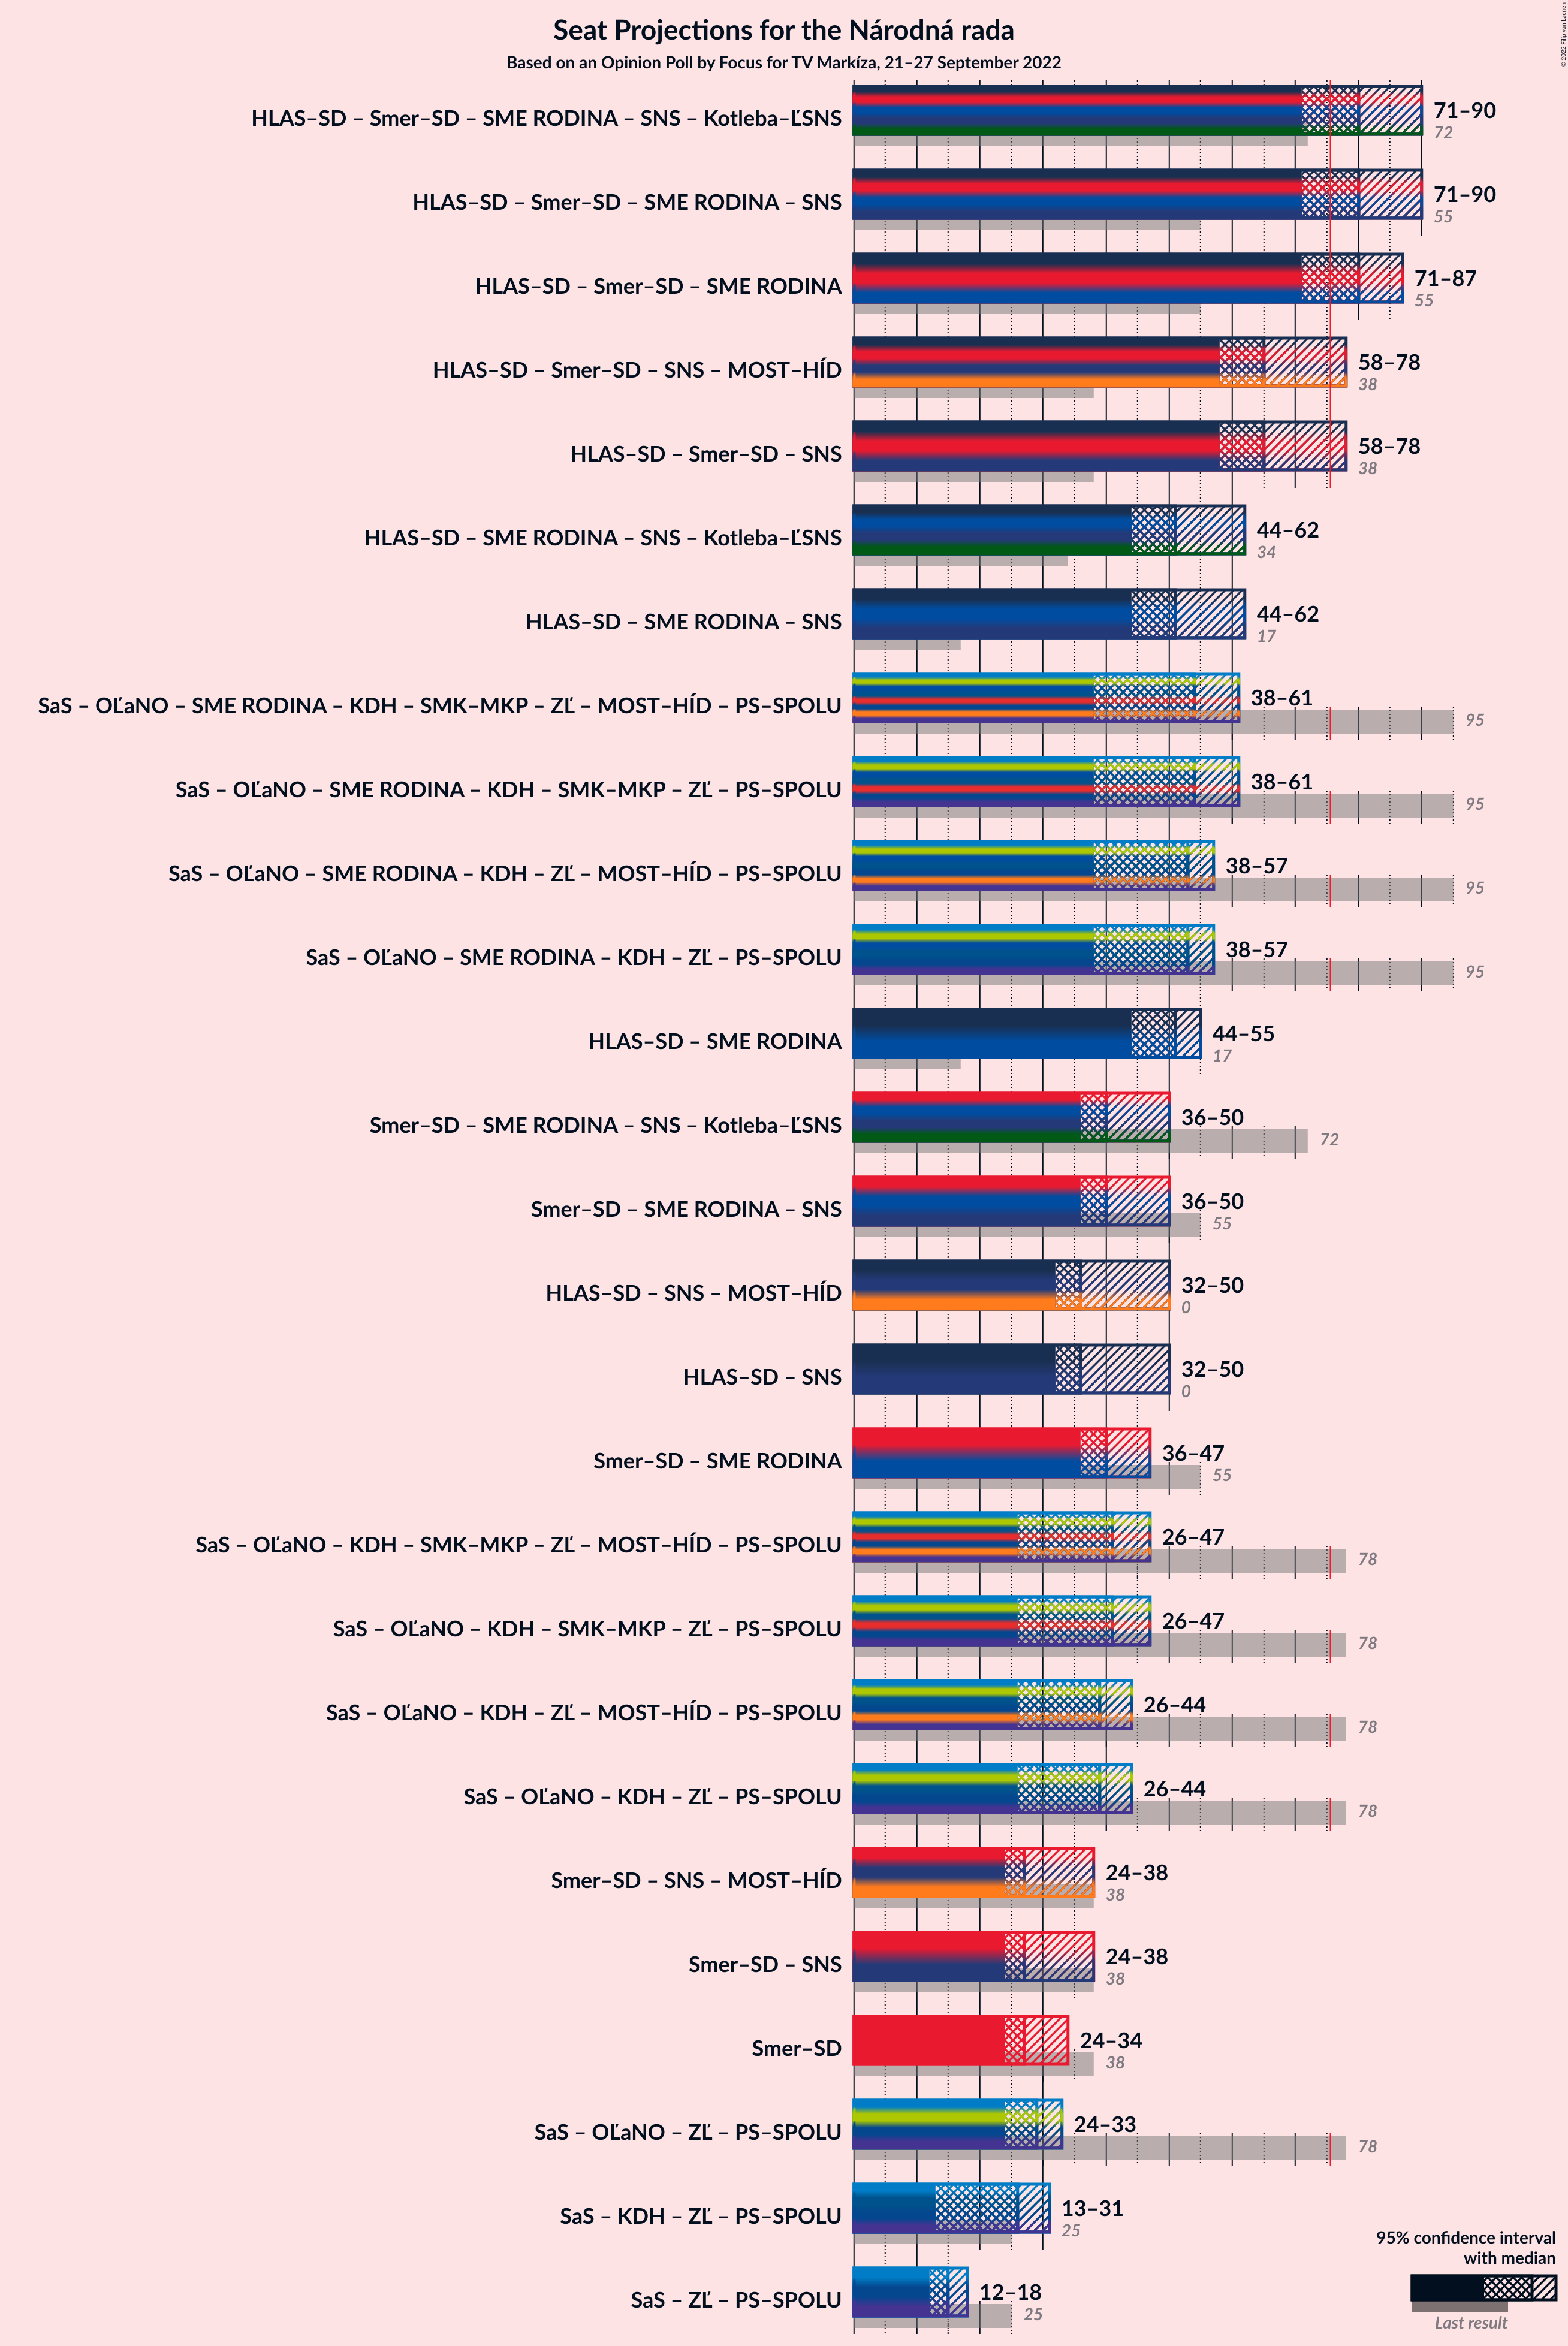 Seat Projections for the Národná rada
Based on an Opinion Poll by Focus for TV Markíza, 21–27 September 2022
© 2022 Filip van Laenen
HLAS–SD – Smer–SD – SME RODINA – SNS – Kotleba–ĽSNS
71–90
72
HLAS–SD – Smer–SD – SME RODINA – SNS
71–90
55
HLAS–SD – Smer–SD – SME RODINA
71–87
55
HLAS–SD – Smer–SD – SNS – MOST–HÍD
58–78
38
HLAS–SD – Smer–SD – SNS
58–78
38
HLAS–SD – SME RODINA – SNS – Kotleba–ĽSNS
44–62
34
HLAS–SD – SME RODINA – SNS
44–62
17
SaS – OĽaNO – SME RODINA – KDH – SMK–MKP – ZĽ – MOST–HÍD – PS–SPOLU
38–61
95
SaS – OĽaNO – SME RODINA – KDH – SMK–MKP – ZĽ – PS–SPOLU
38–61
95
SaS – OĽaNO – SME RODINA – KDH – ZĽ – MOST–HÍD – PS–SPOLU
38–57
95
SaS – OĽaNO – SME RODINA – KDH – ZĽ – PS–SPOLU
38–57
95
HLAS–SD – SME RODINA
44–55
17
Smer–SD – SME RODINA – SNS – Kotleba–ĽSNS
36–50
72
Smer–SD – SME RODINA – SNS
36–50
55
HLAS–SD – SNS – MOST–HÍD
32–50
0
HLAS–SD – SNS
32–50
0
Smer–SD – SME RODINA
36–47
55
SaS – OĽaNO – KDH – SMK–MKP – ZĽ – MOST–HÍD – PS–SPOLU
26–47
78
SaS – OĽaNO – KDH – SMK–MKP – ZĽ – PS–SPOLU
26–47
78
SaS – OĽaNO – KDH – ZĽ – MOST–HÍD – PS–SPOLU
26–44
78
SaS – OĽaNO – KDH – ZĽ – PS–SPOLU
26–44
78
Smer–SD – SNS – MOST–HÍD
24–38
38
Smer–SD – SNS
24–38
38
Smer–SD
24–34
38
SaS – OĽaNO – ZĽ – PS–SPOLU
24–33
78
SaS – KDH – ZĽ – PS–SPOLU
13–31
25
SaS – ZĽ – PS–SPOLU
12–18
25
95% confidence interval
with median
Last result